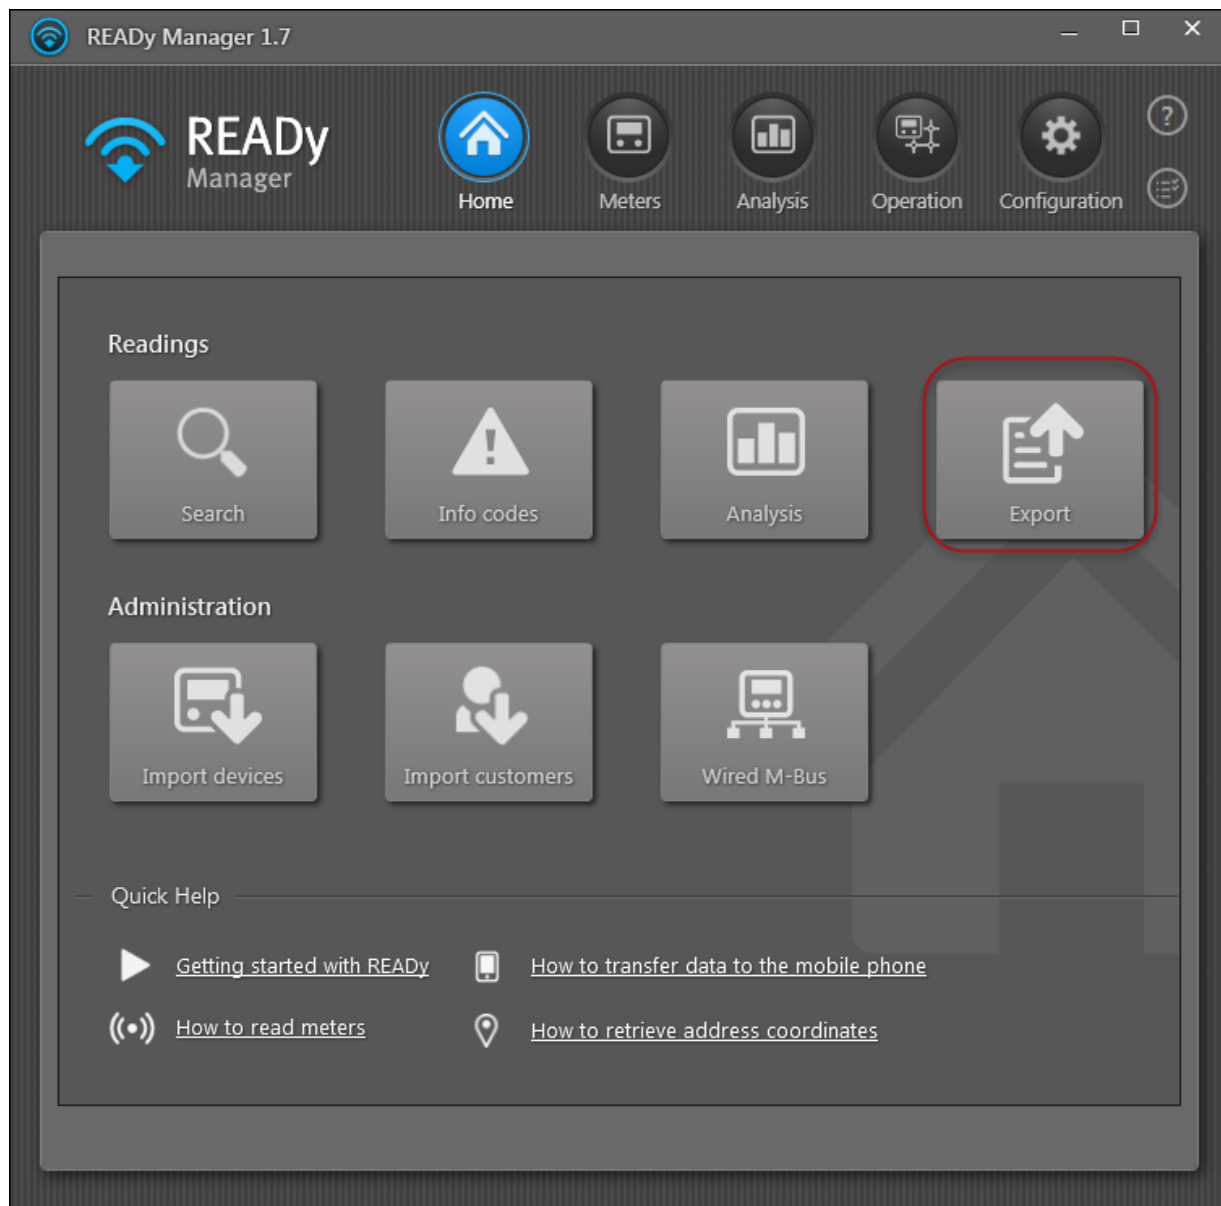 READy Manager 1.7
READy
Manager
Home
Meters
Analysis
Operation
Configuration
?
Readings
Search
Info codes
Analysis
Export
Administration
Import devices
Import customers
Wired M-Bus
Quick Help
Getting started with READy
How to transfer data to the mobile phone
How to read meters
How to retrieve address coordinates